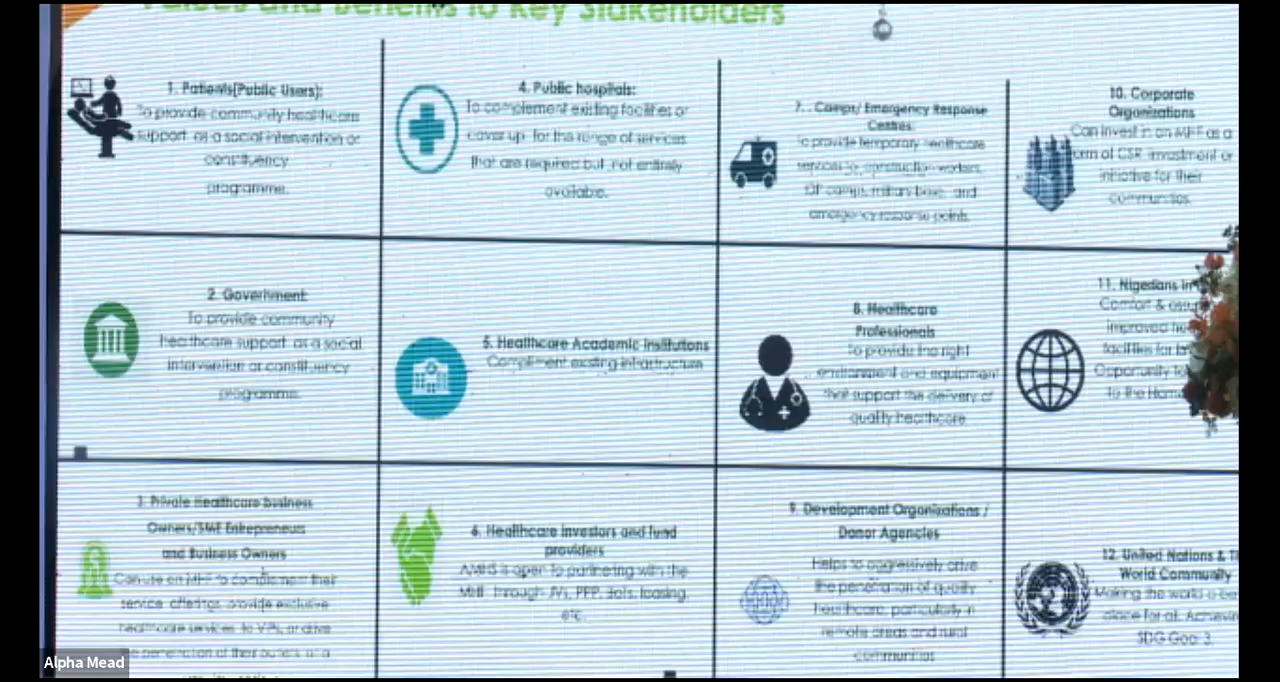 Values and Benefits to Key Stakeholders
1. Patients(Public Users):
To provide community healthcare
support as a social intervention or
constituency
programme.
2. Government:
To provide community
healthcare support as a social
intervention or constituency
programme.
3. Private Healthcare business
Owners/SME Entrepreneurs
and Business Owners
Can use an MHF to complement their
service offerings, provide exclusive
healthcare services to VIPs, or drive
the penetration of their
4. Public hospitals:
To complement existing facilities or
cover up for the range of services
that are required but not entirely
available.
5. Healthcare Academic Institutions
Compliment existing infrastructure
6. Healthcare Investors and fund
providers
AMHS is open to partnering with the
MHF through JVs, PPP, leasing,
etc.
7. Camps/ Emergency Response
Centres:
To provide temporary healthcare
services to construction workers,
IDP camps, military base, and
emergency response points.
8. Healthcare
Professionals
To provide the right
environment and equipment
that support the delivery of
quality healthcare
9. Development Organizations /
Donor Agencies
Helps to aggressively drive
the penetration of quality
healthcare, particularly in
remote areas and rural
communities
10. Corporate
Organizations
Can invest in an MHF as a
form of CSR investment or
initiative for their
communities.
11. Nigerians in
Comfort &
improved
facilities for
Opportunity
to the
12. United Nations &
World Community
Making the world a
place for all.
SDG Goal 3.
Alpha Mead